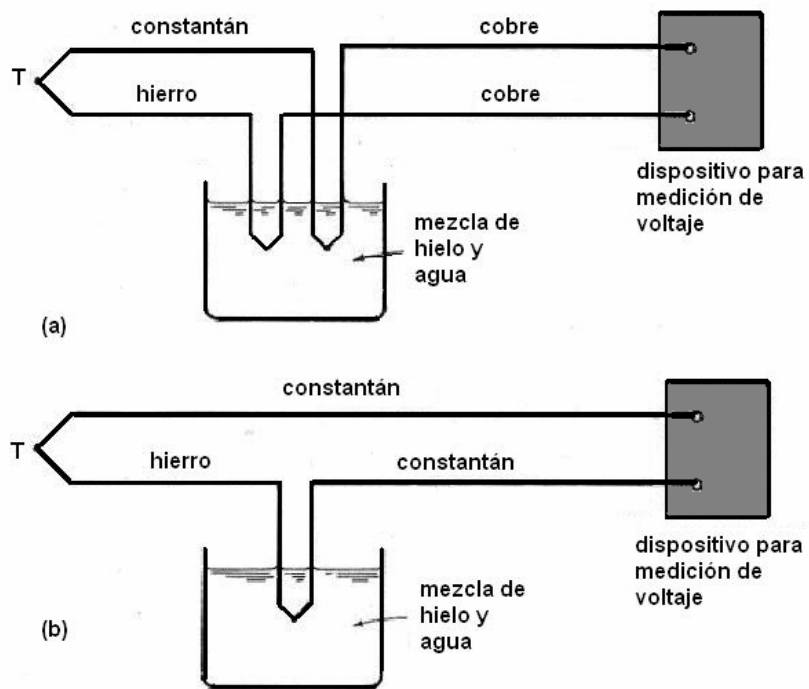 constantán
cobre
T
hierro
cobre
dispositivo para
medición de
voltaje
mezcla de
hielo y
agua
(a)
constantán
T
hierro
constantán
dispositivo para
medición de
voltaje
mezcla de
hielo y
agua
(b)